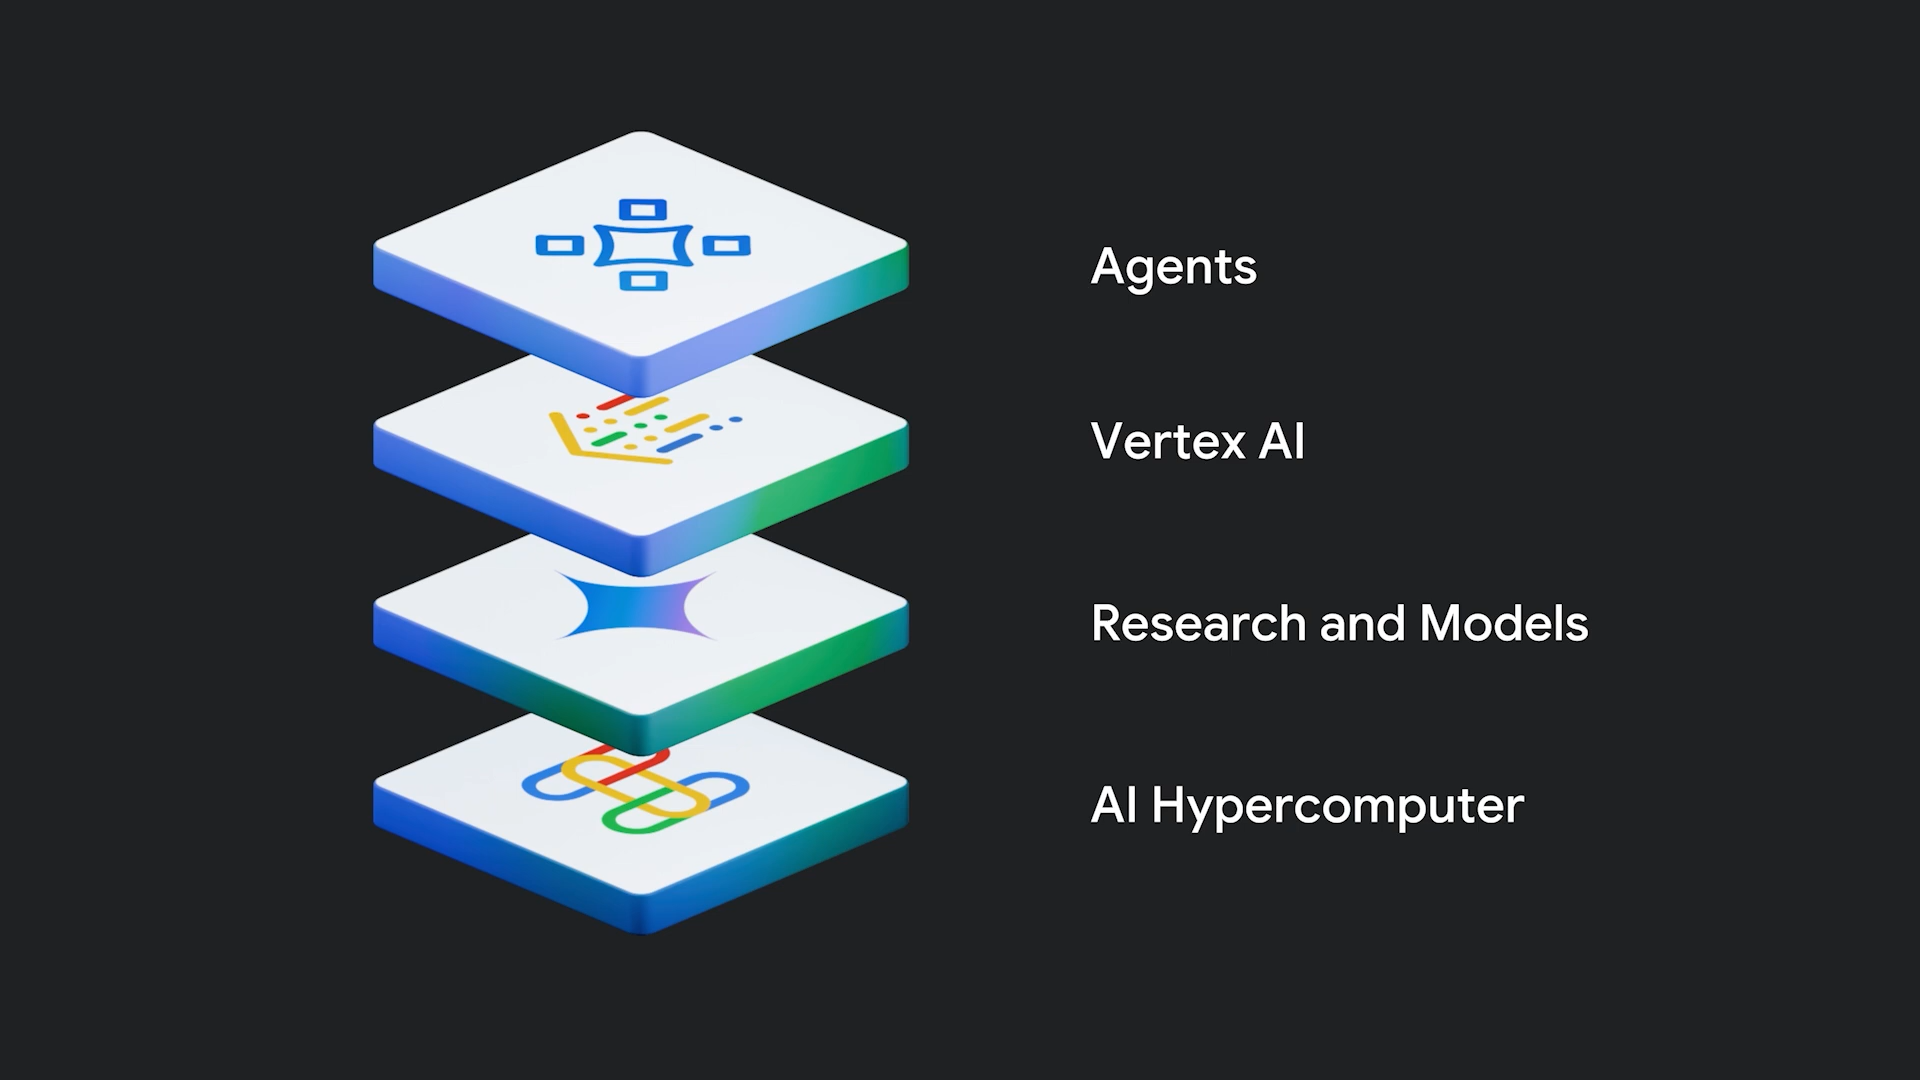 Agents
Vertex AI
Research and Models
AI Hypercomputer